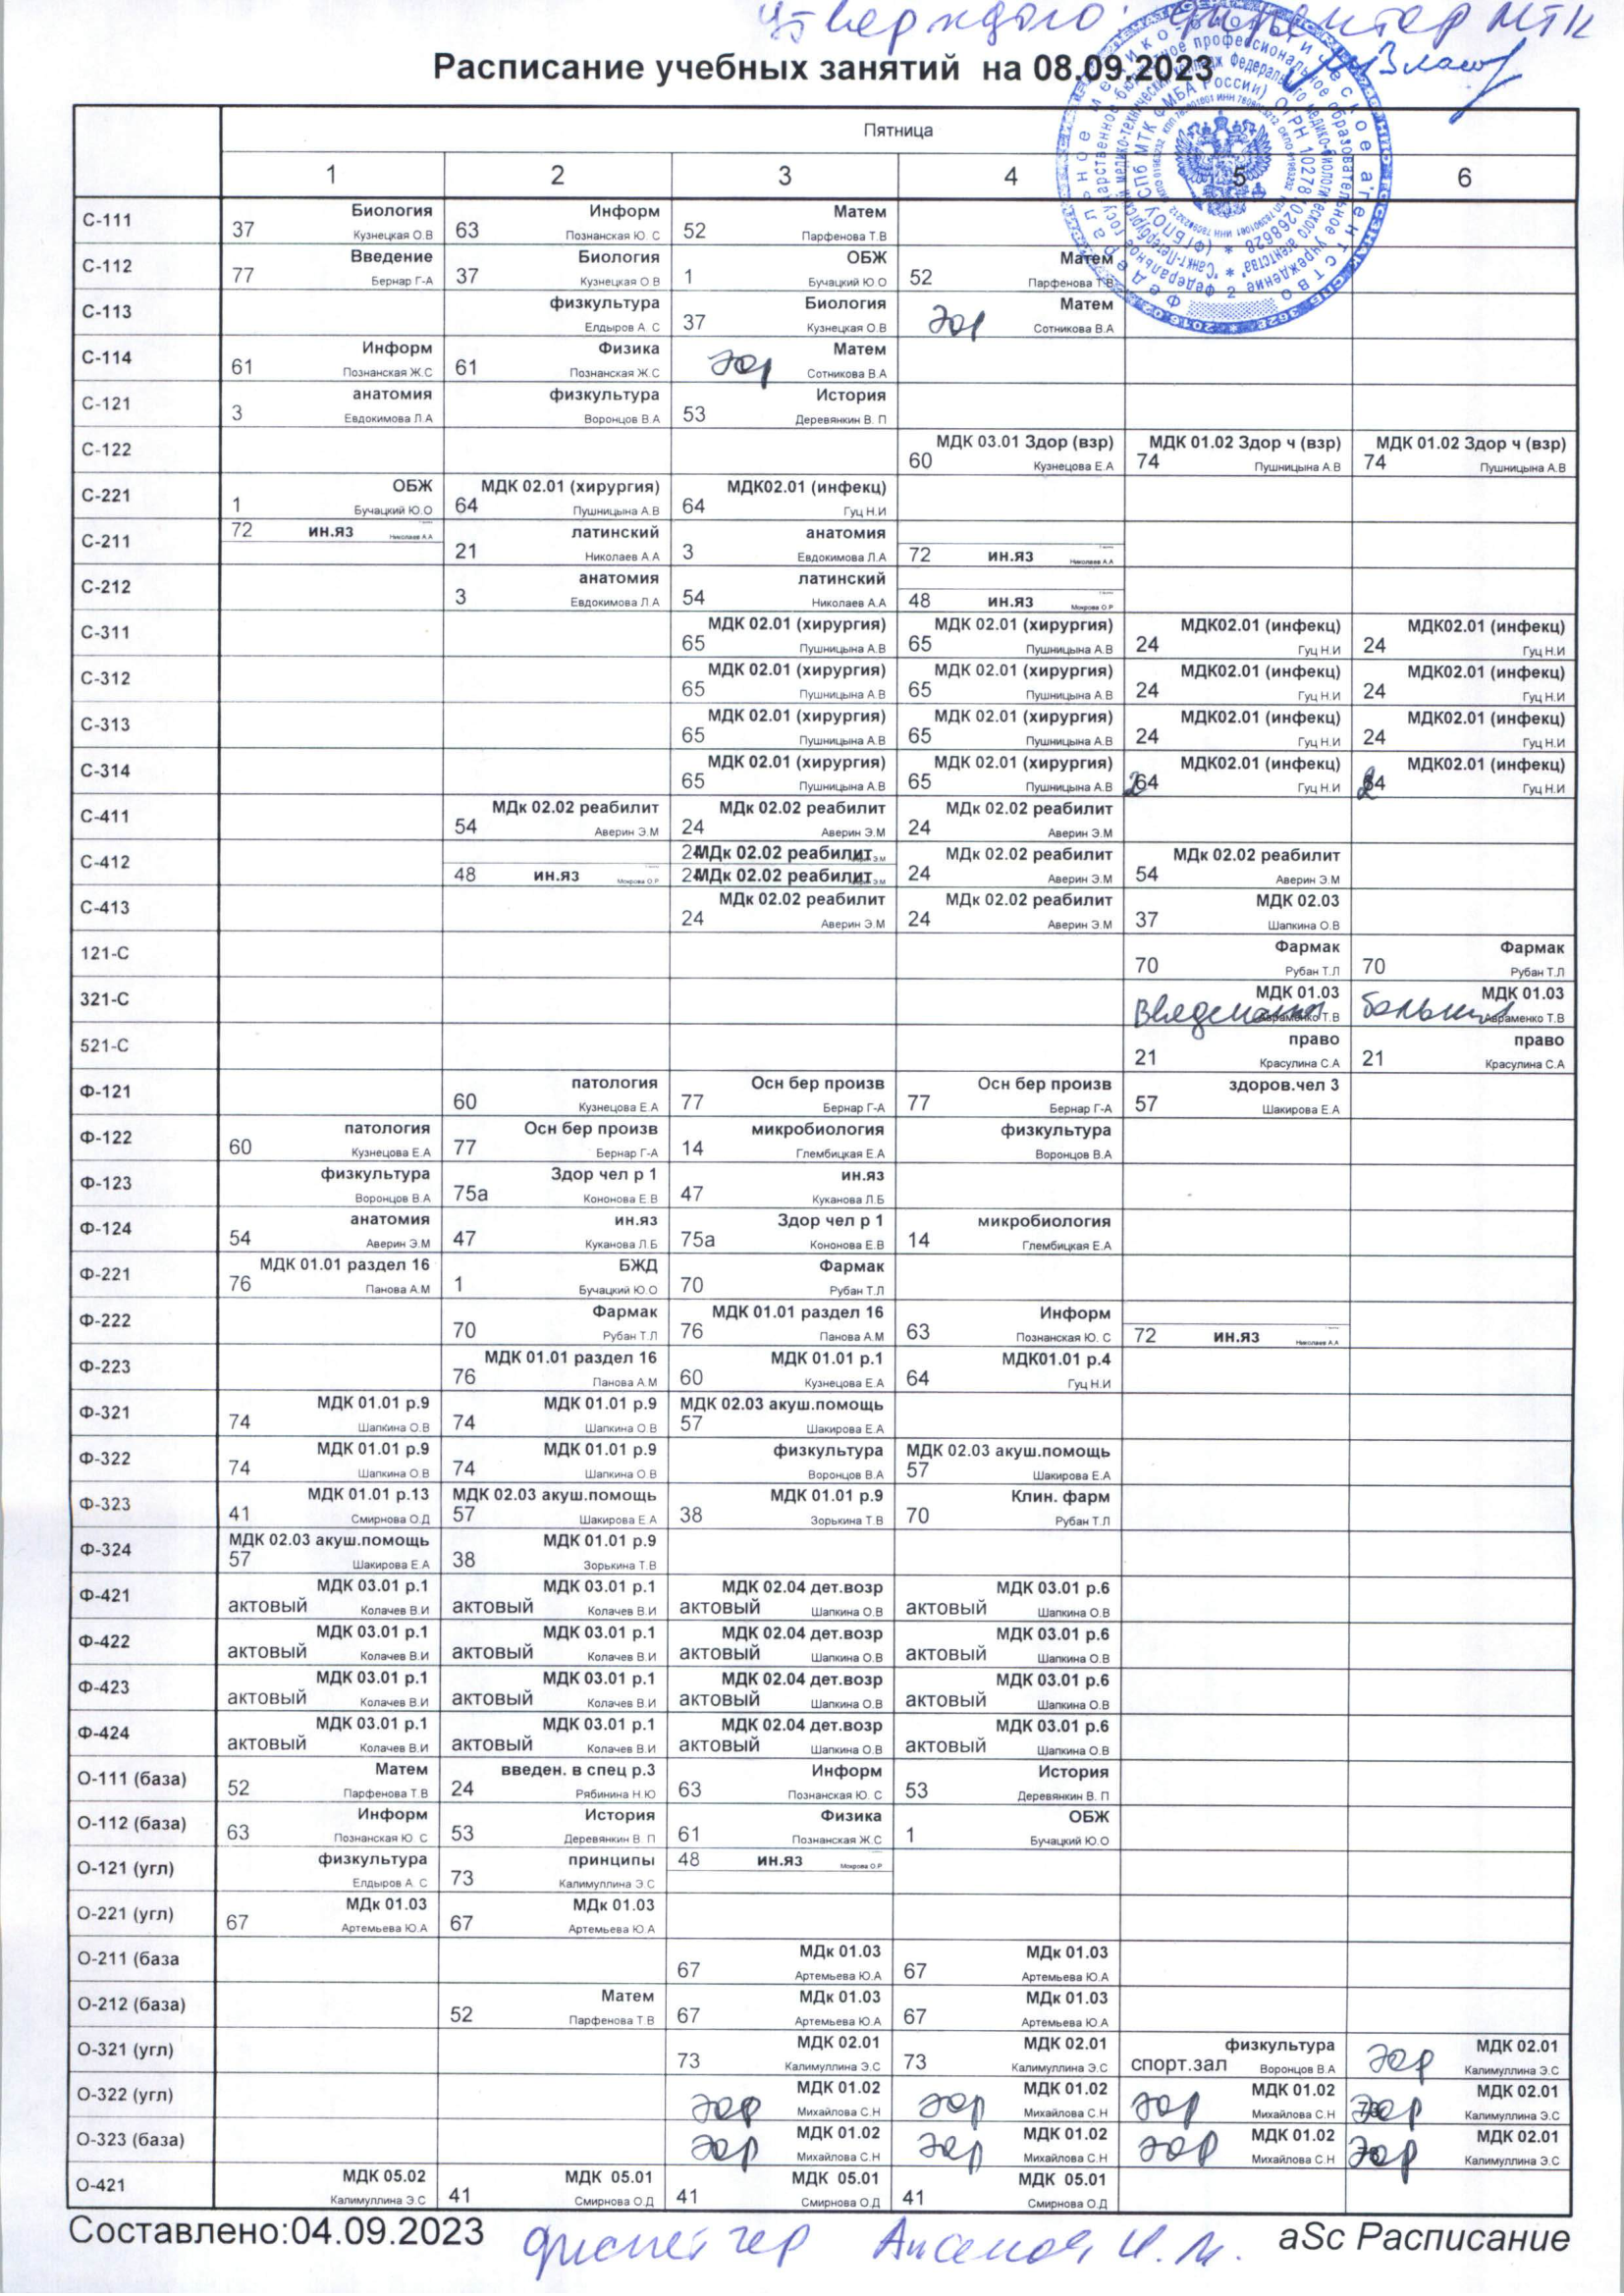 Утверждаю: директор МТК
Расписание учебных занятий на 08.09.2023
Пятница
1 2 3 4 5 6
С-111 37 Биология Кузнецкая О.В 63 Информ Познанская Ю. С 52 Матем Парфенова Т.В
С-112 77 Введение Бернар Г-А 37 Биология Кузнецкая О.В 1 ОБЖ Бучацкий Ю.О 52 Матем Парфенова Т.В
С-113 физкультура Елдыров А. С 37 Биология Кузнецкая О.В эор Матем Сотникова В.А
С-114 61 Информ Познанская Ж.С 61 Физика Познанская Ж.С эор Матем Сотникова В.А
С-121 3 анатомия Евдокимова Л.А физкультура Воронцов В.А 53 История Деревянкин В. П
С-122 60 МДК 03.01 Здор (взр) Кузнецова Е.А 74 МДК 01.02 Здор ч (взр) Пушницына А.В 74 МДК 01.02 Здор ч (взр) Пушницына А.В
С-221 1 ОБЖ Бучацкий Ю.О 64 МДК 02.01 (хирургия) Пушницына А.В 64 МДК02.01 (инфекц) Гуц Н.И
С-211 72 ин.яз Николаев А.А 21 латинский Николаев А.А 3 анатомия Евдокимова Л.А 72 ин.яз Николаев А.А
С-212 3 анатомия Евдокимова Л.А 54 латинский Николаев А.А 48 ин.яз Мокрова О.Р
С-311 65 МДК 02.01 (хирургия) Пушницына А.В 65 МДК 02.01 (хирургия) Пушницына А.В 24 МДК02.01 (инфекц) Гуц Н.И 24 МДК02.01 (инфекц) Гуц Н.И
С-312 65 МДК 02.01 (хирургия) Пушницына А.В 65 МДК 02.01 (хирургия) Пушницына А.В 24 МДК02.01 (инфекц) Гуц Н.И 24 МДК02.01 (инфекц) Гуц Н.И
С-313 65 МДК 02.01 (хирургия) Пушницына А.В 65 МДК 02.01 (хирургия) Пушницына А.В 24 МДК02.01 (инфекц) Гуц Н.И 24 МДК02.01 (инфекц) Гуц Н.И
С-314 65 МДК 02.01 (хирургия) Пушницына А.В 65 МДК 02.01 (хирургия) Пушницына А.В 24 МДК02.01 (инфекц) Гуц Н.И 24 МДК02.01 (инфекц) Гуц Н.И
С-411 54 МДк 02.02 реабилит Аверин Э.М 24 МДк 02.02 реабилит Аверин Э.М 24 МДк 02.02 реабилит Аверин Э.М
С-412 48 ин.яз Мокрова О.Р 24 МДк 02.02 реабилит 24 МДк 02.02 реабилит 24 МДк 02.02 реабилит Аверин Э.М 54 МДк 02.02 реабилит Аверин Э.М
С-413 24 МДк 02.02 реабилит Аверин Э.М 24 МДк 02.02 реабилит Аверин Э.М 37 МДК 02.03 Шапкина О.В
121-С 70 Фармак Рубан Т.Л 70 Фармак Рубан Т.Л
321-С МДК 01.03 Авраменко Т.В МДК 01.03 Авраменко Т.В
521-С 21 право Красулина С.А 21 право Красулина С.А
Ф-121 60 патология Кузнецова Е.А 77 Осн бер произв Бернар Г-А 77 Осн бер произв Бернар Г-А 57 здоров.чел 3 Шакирова Е.А
Ф-122 60 патология Кузнецова Е.А 77 Осн бер произв Бернар Г-А 14 микробиология Глембицкая Е.А физкультура Воронцов В.А
Ф-123 физкультура Воронцов В.А 75а Здор чел р 1 Кононова Е.В 47 ин.яз Куканова Л.Б
Ф-124 54 анатомия Аверин Э.М 47 ин.яз Куканова Л.Б 75а Здор чел р 1 Кононова Е.В 14 микробиология Глембицкая Е.А
Ф-221 76 МДК 01.01 раздел 16 Панова А.М 1 БЖД Бучацкий Ю.О 70 Фармак Рубан Т.Л
Ф-222 70 Фармак Рубан Т.Л 76 МДК 01.01 раздел 16 Панова А.М 63 Информ Познанская Ю. С 72 ин.яз Николаев А.А
Ф-223 76 МДК 01.01 раздел 16 Панова А.М 60 МДК 01.01 р.1 Кузнецова Е.А 64 МДК01.01 р.4 Гуц Н.И
Ф-321 74 МДК 01.01 р.9 Шапкина О.В 74 МДК 01.01 р.9 Шапкина О.В 57 МДК 02.03 акуш.помощь Шакирова Е.А
Ф-322 74 МДК 01.01 р.9 Шапкина О.В 74 МДК 01.01 р.9 Шапкина О.В физкультура Воронцов В.А 57 МДК 02.03 акуш.помощь Шакирова Е.А
Ф-323 41 МДК 01.01 р.13 Смирнова О.Д 57 МДК 02.03 акуш.помощь Шакирова Е.А 38 МДК 01.01 р.9 Зорькина Т.В 70 Клин. фарм Рубан Т.Л
Ф-324 57 МДК 02.03 акуш.помощь Шакирова Е.А 38 МДК 01.01 р.9 Зорькина Т.В
Ф-421 актовый МДК 03.01 р.1 Колачев В.И актовый МДК 03.01 р.1 Колачев В.И актовый МДК 02.04 дет.возр Шапкина О.В актовый МДК 03.01 р.6 Шапкина О.В
Ф-422 актовый МДК 03.01 р.1 Колачев В.И актовый МДК 03.01 р.1 Колачев В.И актовый МДК 02.04 дет.возр Шапкина О.В актовый МДК 03.01 р.6 Шапкина О.В
Ф-423 актовый МДК 03.01 р.1 Колачев В.И актовый МДК 03.01 р.1 Колачев В.И актовый МДК 02.04 дет.возр Шапкина О.В актовый МДК 03.01 р.6 Шапкина О.В
Ф-424 актовый МДК 03.01 р.1 Колачев В.И актовый МДК 03.01 р.1 Колачев В.И актовый МДК 02.04 дет.возр Шапкина О.В актовый МДК 03.01 р.6 Шапкина О.В
О-111 (база) 52 Матем Парфенова Т.В 24 введен. в спец р.3 Рябинина Н.Ю 63 Информ Познанская Ю. С 53 История Деревянкин В. П
О-112 (база) 63 Информ Познанская Ю. С 53 История Деревянкин В. П 61 Физика Познанская Ж.С 1 ОБЖ Бучацкий Ю.О
О-121 (угл) физкультура Елдыров А. С 73 принципы Калимуллина Э.С 48 ин.яз Мокрова О.Р
О-221 (угл) 67 МДк 01.03 Артемьева Ю.А 67 МДк 01.03 Артемьева Ю.А
О-211 (база 67 МДк 01.03 Артемьева Ю.А 67 МДк 01.03 Артемьева Ю.А
О-212 (база) 52 Матем Парфенова Т.В 67 МДк 01.03 Артемьева Ю.А 67 МДк 01.03 Артемьева Ю.А
О-321 (угл) 73 МДК 02.01 Калимуллина Э.С 73 МДК 02.01 Калимуллина Э.С спорт.зал физкультура Воронцов В.А эор МДК 02.01 Калимуллина Э.С
О-322 (угл) эор МДК 01.02 Михайлова С.Н эор МДК 01.02 Михайлова С.Н эор МДК 01.02 Михайлова С.Н эор МДК 02.01 Калимуллина Э.С
О-323 (база) эор МДК 01.02 Михайлова С.Н эор МДК 01.02 Михайлова С.Н эор МДК 01.02 Михайлова С.Н эор МДК 02.01 Калимуллина Э.С
О-421 МДК 05.02 Калимуллина Э.С 41 МДК 05.01 Смирнова О.Д 41 МДК 05.01 Смирнова О.Д 41 МДК 05.01 Смирнова О.Д
Составлено:04.09.2023 И. М. aSc Расписание